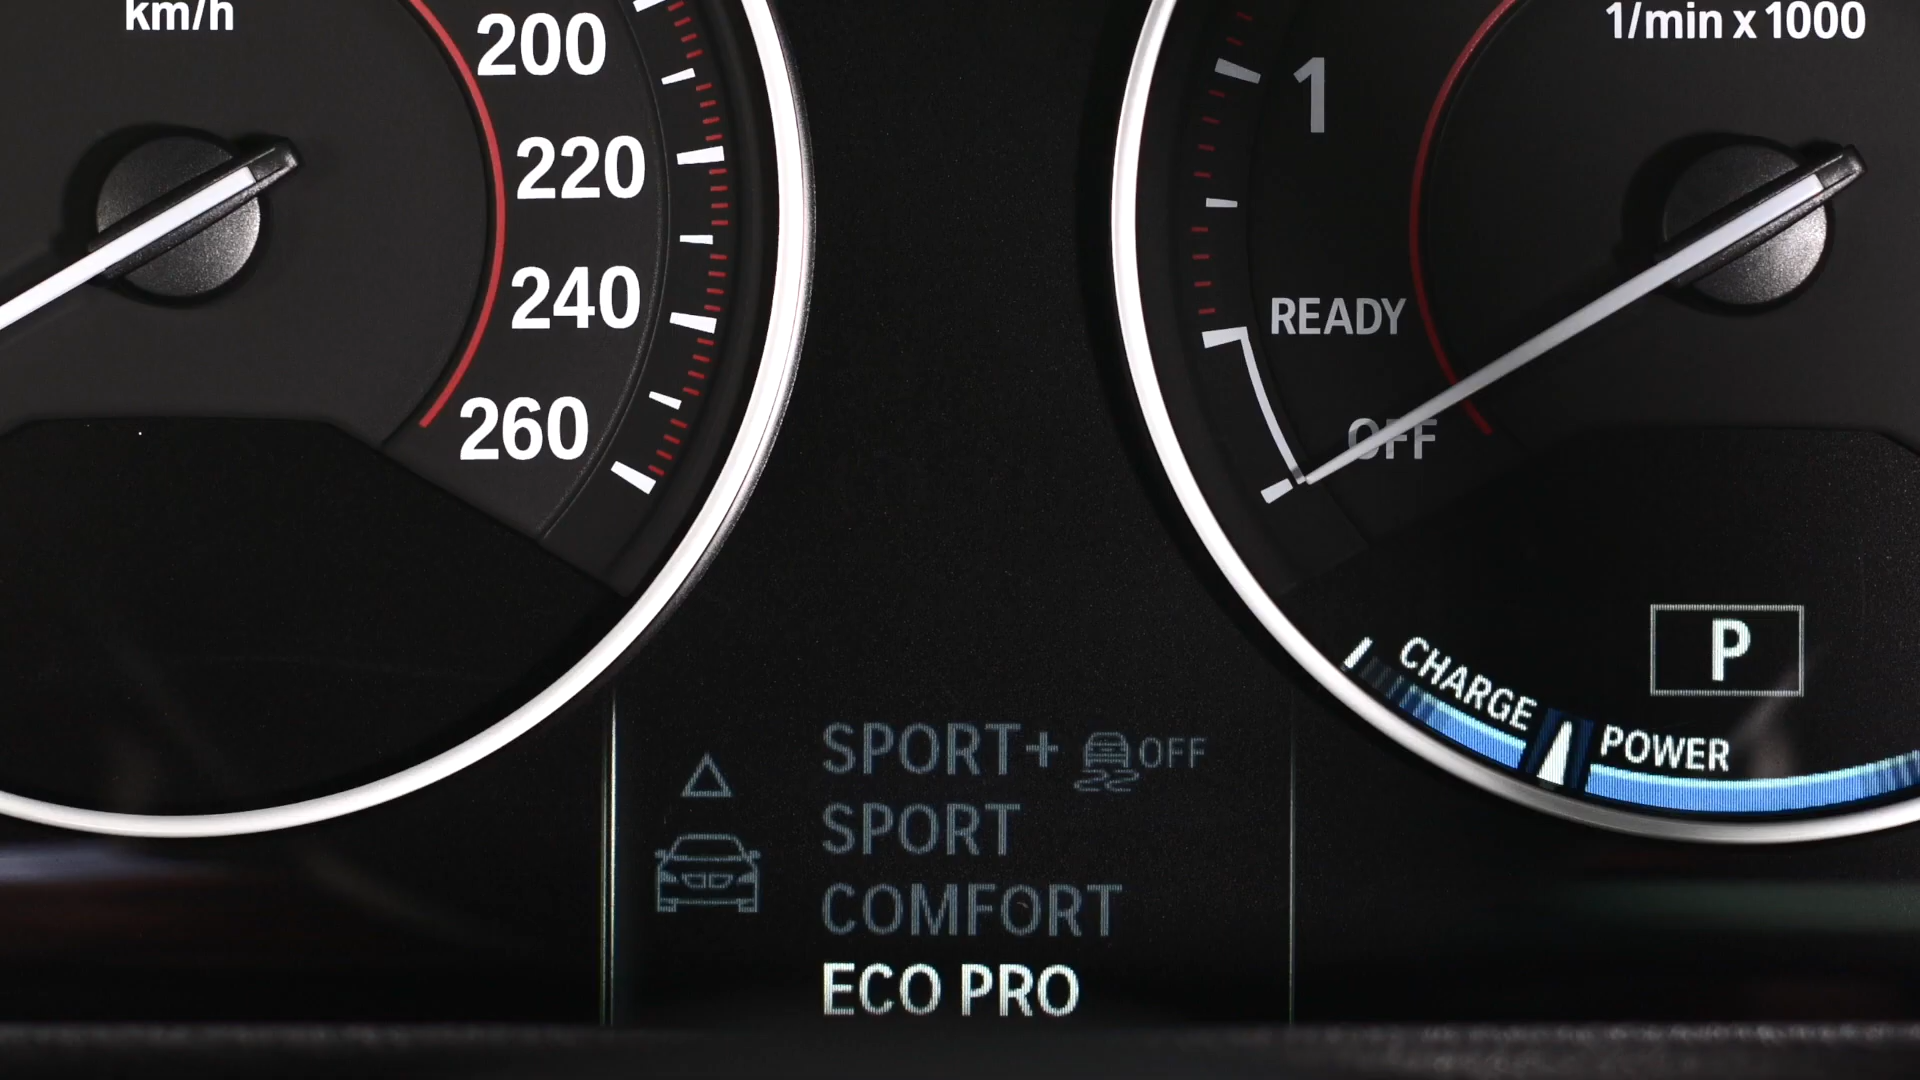 km/h
200
220
240
260
1/min x 1000
1
READY
OFF
P
CHARGE
POWER
SPORT+ OFF
SPORT
COMFORT
ECO PRO